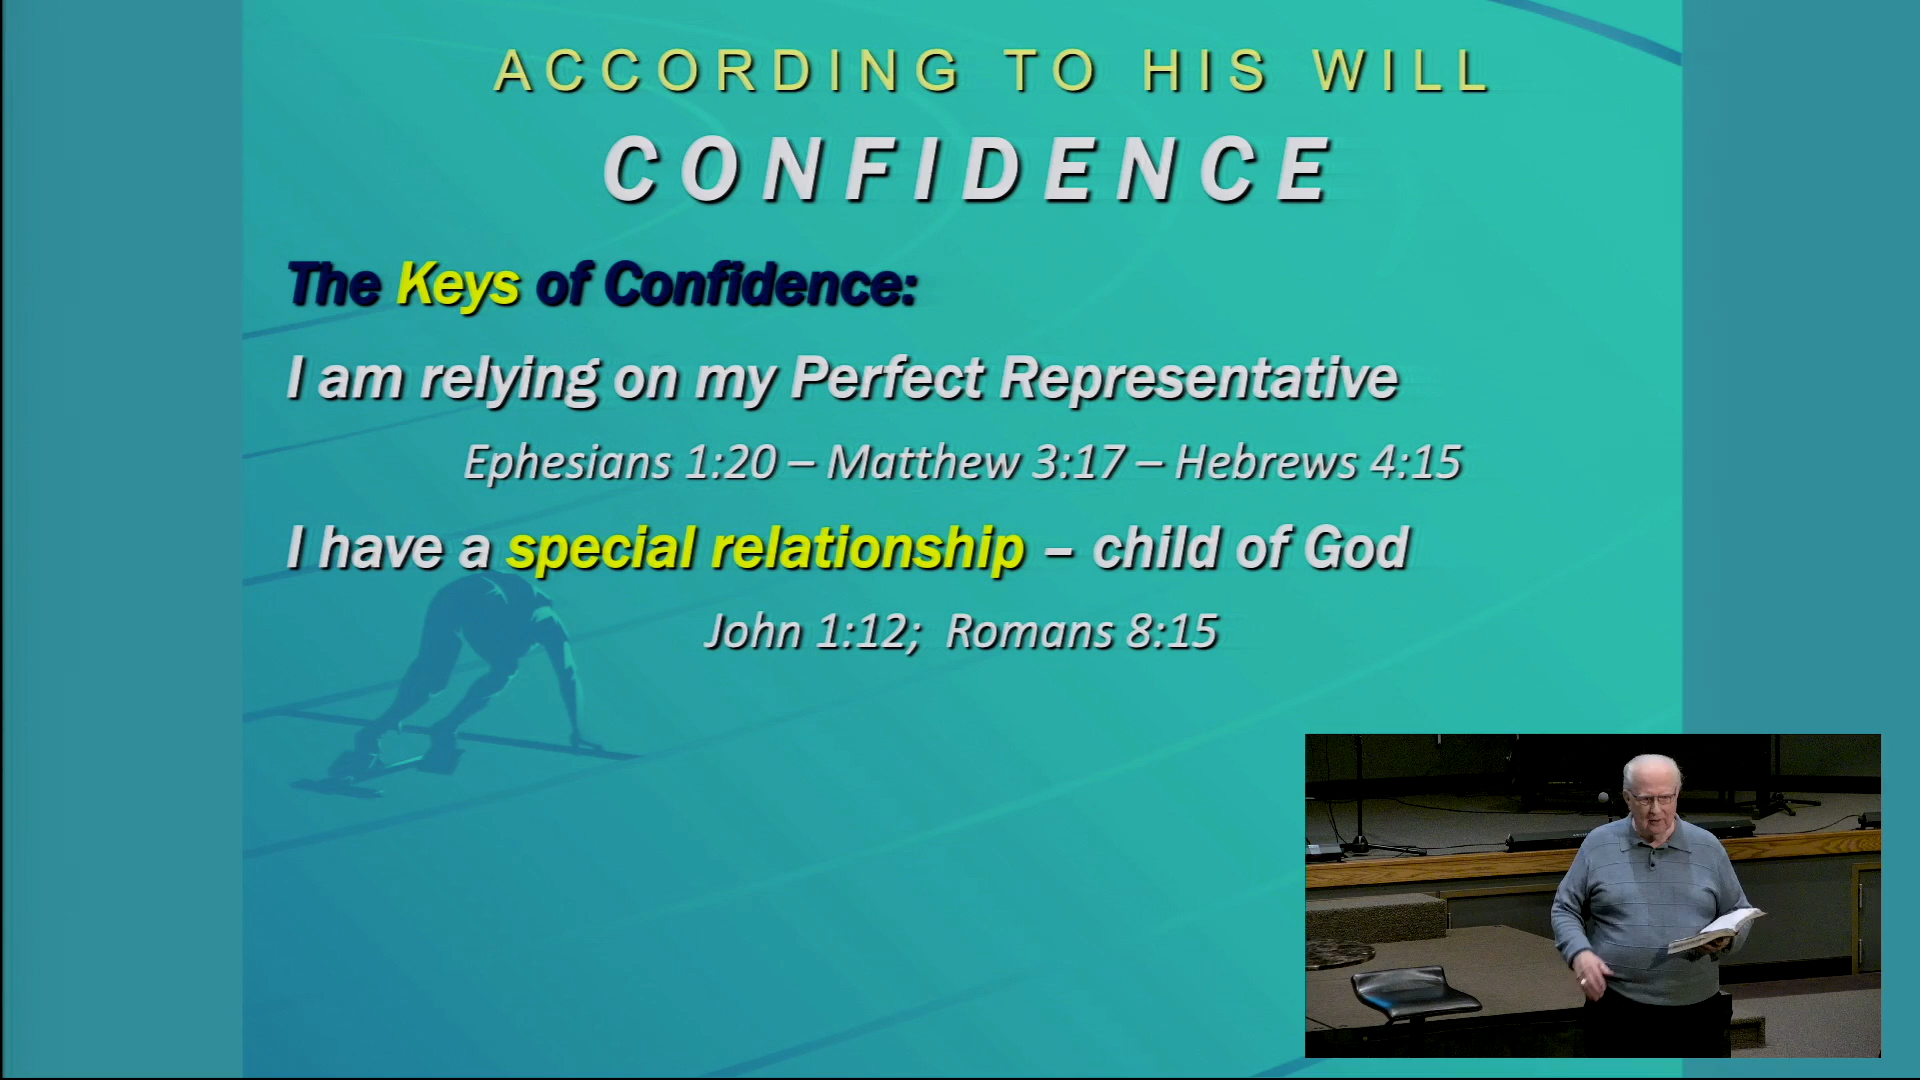 ACCORDING TO HIS WILL
CONFIDENCE
The Keys of Confidence:
I am relying on my Perfect Representative
Ephesians 1:20 – Matthew 3:17 – Hebrews 4:15
I have a special relationship – child of God
John 1:12; Romans 8:15